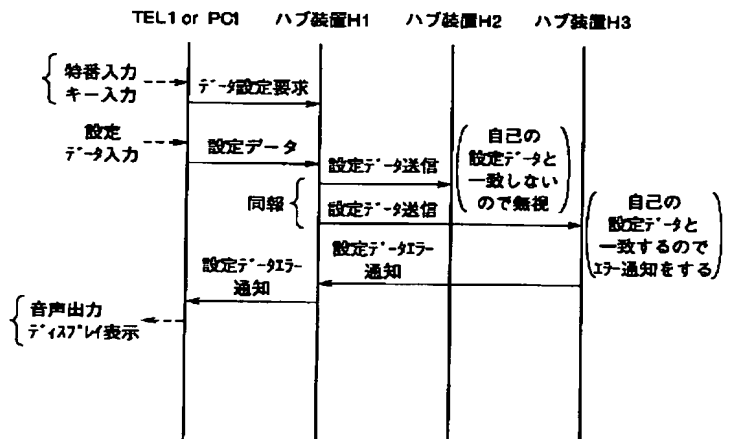 TEL1 or PC1 ハブ装置H1 ハブ装置H2 ハブ装置H3
特番入力
キー入力
データ設定要求
設定
データ入力
設定データ
設定データ送信
自己の
設定データと
一致しない
ので無視
同報
設定データ送信
自己の
設定データと
一致するので
エラー通知をする
設定データエラー
通知
設定データエラー
通知
音声出力
ディスプレイ表示